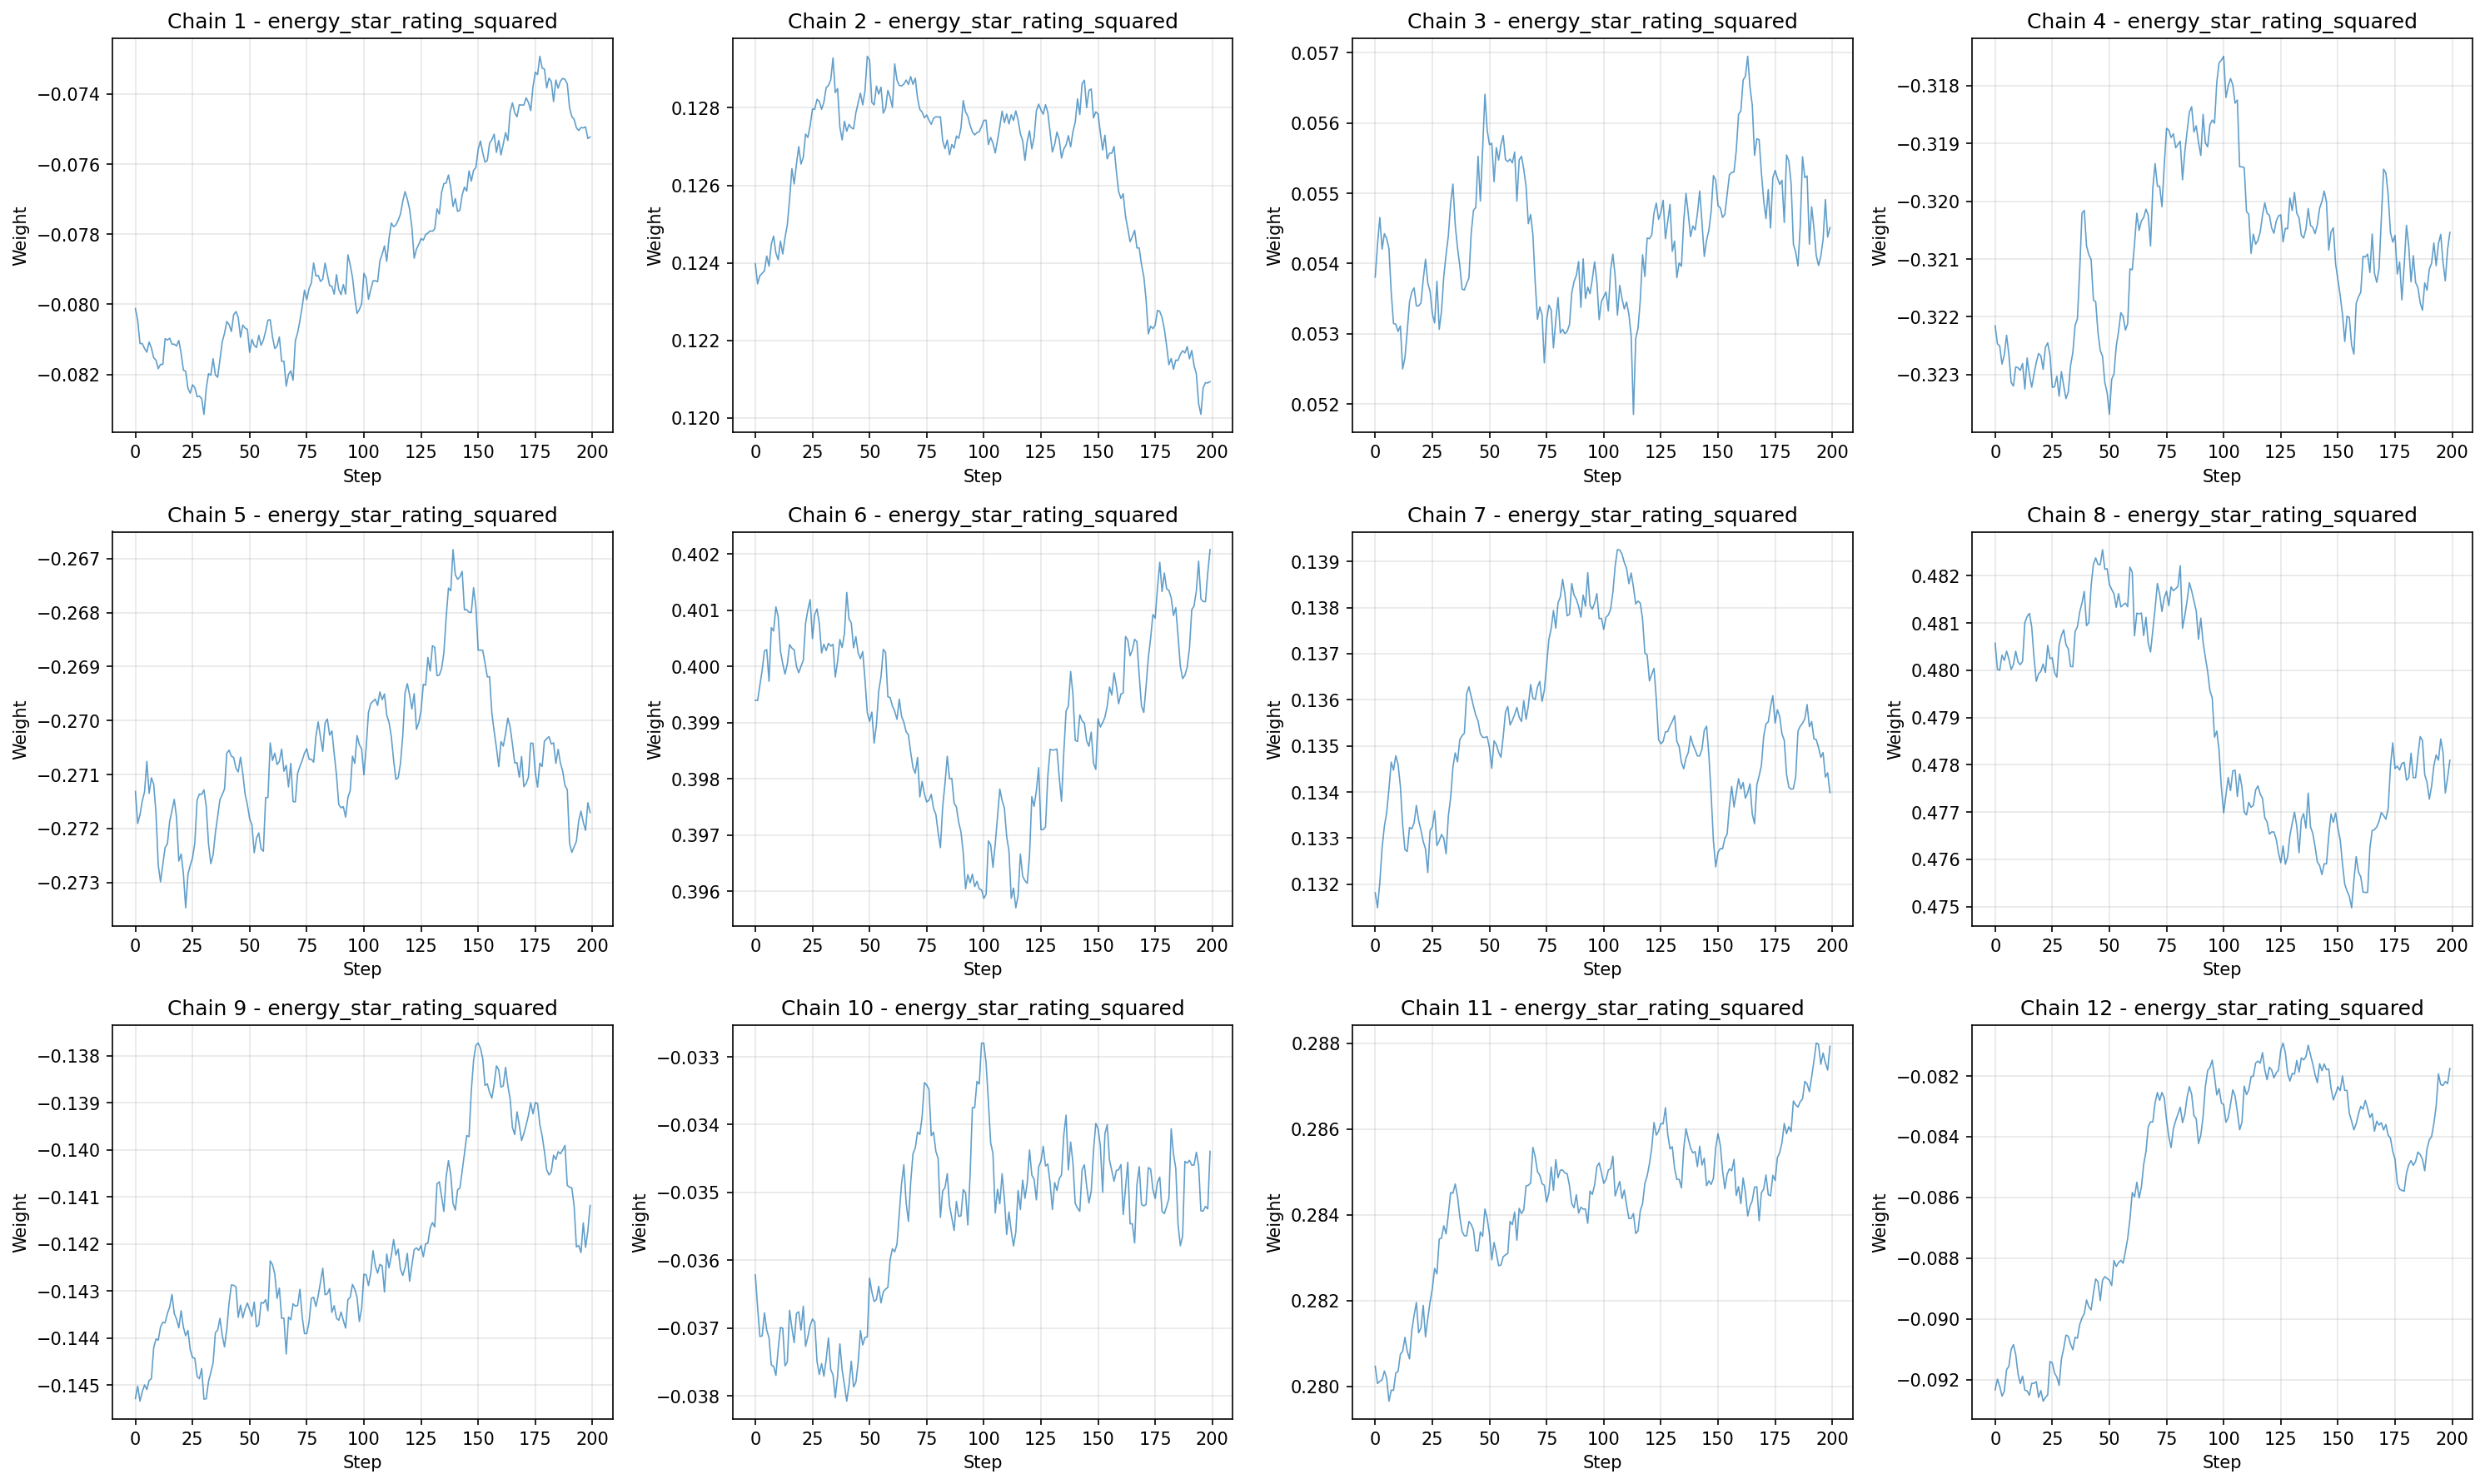 Chain 1 - energy_star_rating_squared
Weight
−0.074
−0.076
−0.078
−0.080
−0.082
0 25 50 75 100 125 150 175 200
Step
Chain 2 - energy_star_rating_squared
Weight
0.128
0.126
0.124
0.122
0.120
0 25 50 75 100 125 150 175 200
Step
Chain 3 - energy_star_rating_squared
Weight
0.057
0.056
0.055
0.054
0.053
0.052
0 25 50 75 100 125 150 175 200
Step
Chain 4 - energy_star_rating_squared
Weight
−0.318
−0.319
−0.320
−0.321
−0.322
−0.323
0 25 50 75 100 125 150 175 200
Step
Chain 5 - energy_star_rating_squared
Weight
−0.267
−0.268
−0.269
−0.270
−0.271
−0.272
−0.273
0 25 50 75 100 125 150 175 200
Step
Chain 6 - energy_star_rating_squared
Weight
0.402
0.401
0.400
0.399
0.398
0.397
0.396
0 25 50 75 100 125 150 175 200
Step
Chain 7 - energy_star_rating_squared
Weight
0.139
0.138
0.137
0.136
0.135
0.134
0.133
0.132
0 25 50 75 100 125 150 175 200
Step
Chain 8 - energy_star_rating_squared
Weight
0.482
0.481
0.480
0.479
0.478
0.477
0.476
0.475
0 25 50 75 100 125 150 175 200
Step
Chain 9 - energy_star_rating_squared
Weight
−0.138
−0.139
−0.140
−0.141
−0.142
−0.143
−0.144
−0.145
0 25 50 75 100 125 150 175 200
Step
Chain 10 - energy_star_rating_squared
Weight
−0.033
−0.034
−0.035
−0.036
−0.037
−0.038
0 25 50 75 100 125 150 175 200
Step
Chain 11 - energy_star_rating_squared
Weight
0.288
0.286
0.284
0.282
0.280
0 25 50 75 100 125 150 175 200
Step
Chain 12 - energy_star_rating_squared
Weight
−0.082
−0.084
−0.086
−0.088
−0.090
−0.092
0 25 50 75 100 125 150 175 200
Step